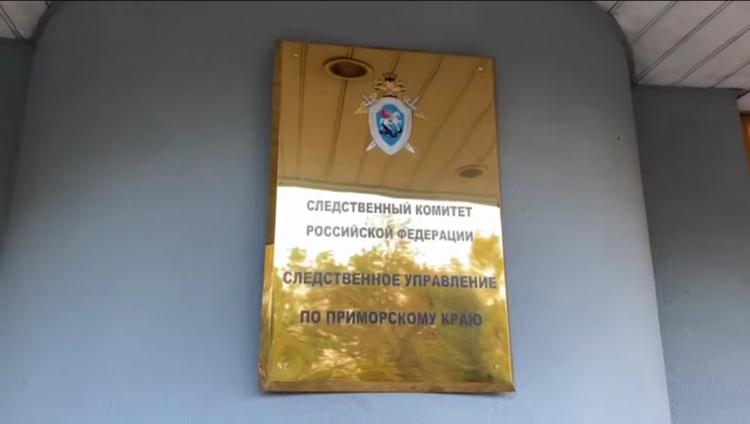 СЛЕДСТВЕННЫЙ КОМИТЕТ
РОССИЙСКОЙ ФЕДЕРАЦИИ
СЛЕДСТВЕННОЕ УПРАВЛЕНИЕ
ПО ПРИМОРСКОМУ КРАЮ